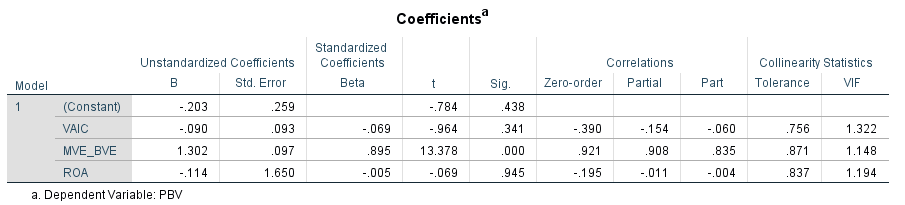 Coefficientsa
Unstandardized Coefficients Standardized Coefficients Correlations Collinearity Statistics
Model B Std. Error Beta t Sig. Zero-order Partial Part Tolerance VIF
1 (Constant) -.203 .259 -.784 .438
VAIC -.090 .093 -.069 -.964 .341 -.390 -.154 -.060 .756 1.322
MVE_BVE 1.302 .097 .895 13.378 .000 .921 .908 .835 .871 1.148
ROA -.114 1.650 -.005 -.069 .945 -.195 -.011 -.004 .837 1.194
a. Dependent Variable: PBV